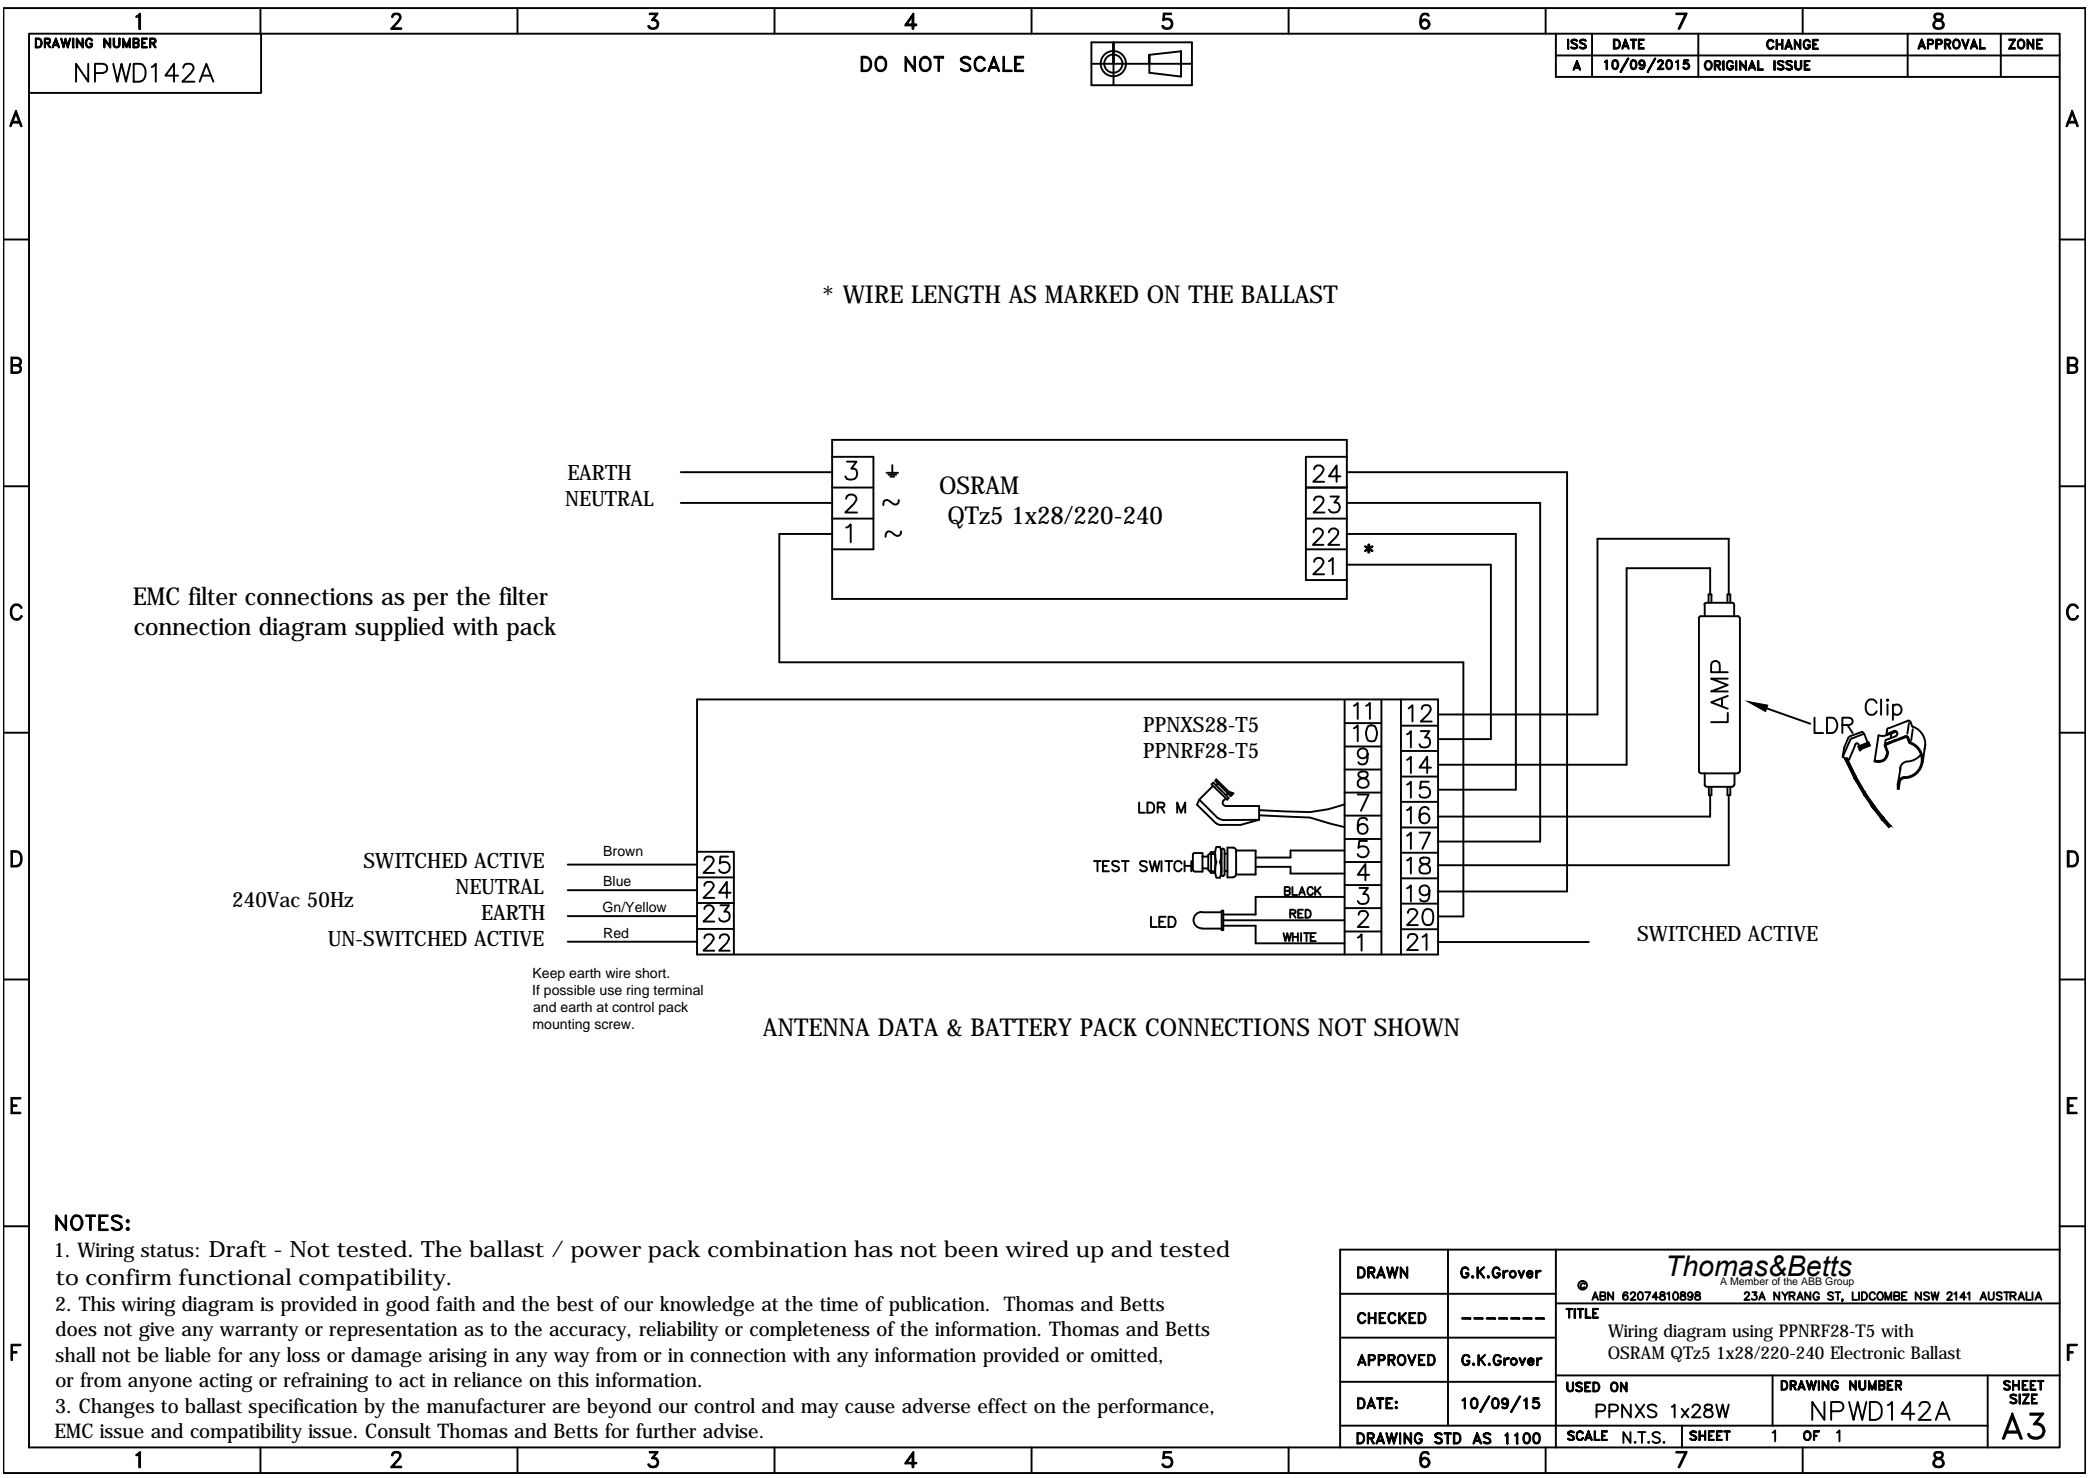 1 2 3 4 5 6 7 8
DRAWING NUMBER
NPWD142A
DO NOT SCALE
ISS DATE CHANGE APPROVAL ZONE
A 10/09/2015 ORIGINAL ISSUE
A A
* WIRE LENGTH AS MARKED ON THE BALLAST
B B
EARTH
NEUTRAL
3
2 ~
1 ~
OSRAM
QTz5 1x28/220-240
24
23
22
21
*
EMC filter connections as per the filter
connection diagram supplied with pack
C C
LAMP
LDR
Clip
PPNXS28-T5
PPNRF28-T5
LDR M
TEST SWITCH
LED
BLACK
RED
WHITE
11
10
9
8
7
6
5
4
3
2
1
12
13
14
15
16
17
18
19
20
21
SWITCHED ACTIVE
D D
240Vac 50Hz
SWITCHED ACTIVE Brown 25
NEUTRAL Blue 24
EARTH Gn/Yellow 23
UN-SWITCHED ACTIVE Red 22
Keep earth wire short.
If possible use ring terminal
and earth at control pack
mounting screw.
ANTENNA DATA & BATTERY PACK CONNECTIONS NOT SHOWN
E E
NOTES:
1. Wiring status: Draft - Not tested. The ballast / power pack combination has not been wired up and tested
to confirm functional compatibility.
2. This wiring diagram is provided in good faith and the best of our knowledge at the time of publication. Thomas and Betts
does not give any warranty or representation as to the accuracy, reliability or completeness of the information. Thomas and Betts
shall not be liable for any loss or damage arising in any way from or in connection with any information provided or omitted,
or from anyone acting or refraining to act in reliance on this information.
3. Changes to ballast specification by the manufacturer are beyond our control and may cause adverse effect on the performance,
EMC issue and compatibility issue. Consult Thomas and Betts for further advise.
F F
DRAWN G.K.Grover
CHECKED -------
APPROVED G.K.Grover
DATE: 10/09/15
DRAWING STD AS 1100
Thomas&Betts
A Member of the ABB Group
© ABN 62074810898 23A NYRANG ST, LIDCOMBE NSW 2141 AUSTRALIA
TITLE
Wiring diagram using PPNRF28-T5 with
OSRAM QTz5 1x28/220-240 Electronic Ballast
USED ON
PPNXS 1x28W
DRAWING NUMBER
NPWD142A
SHEET
SIZE
A3
SCALE N.T.S. SHEET 1 OF 1
1 2 3 4 5 6 7 8